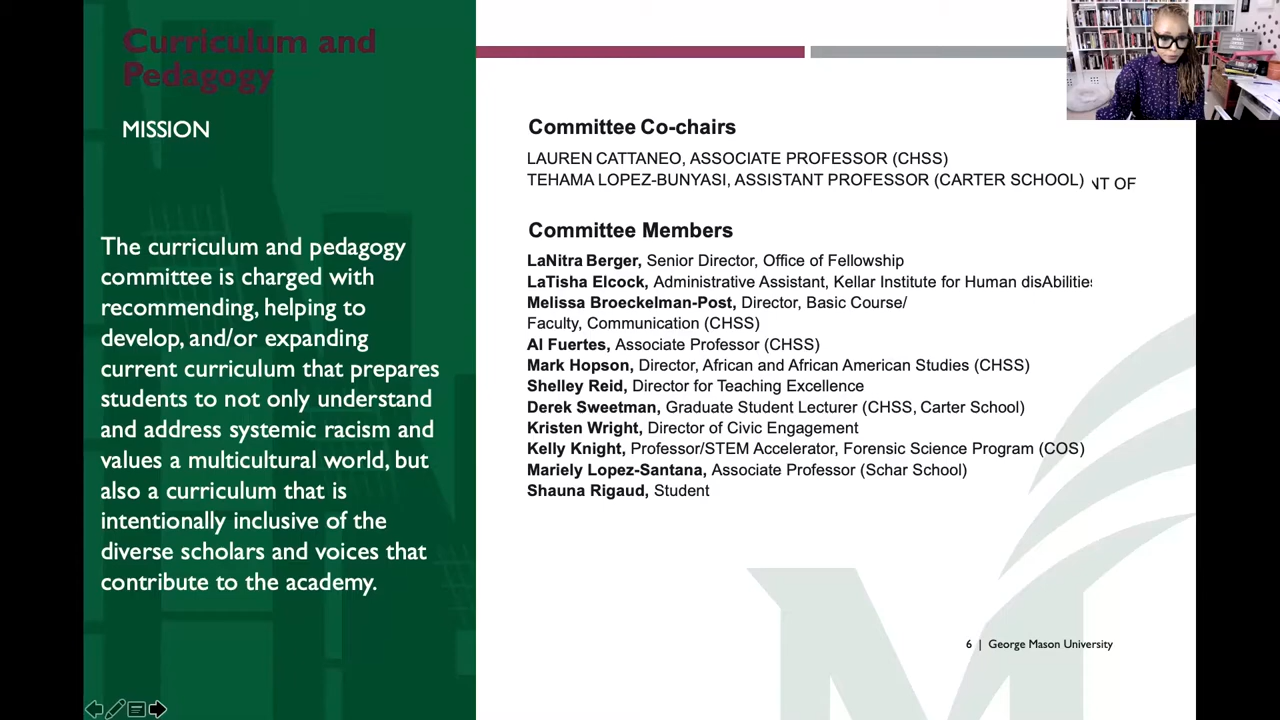 Curriculum and
Pedagogy
MISSION
The curriculum and pedagogy
committee is charged with
recommending, helping to
develop, and/or expanding
current curriculum that prepares
students to not only understand
and address systemic racism and
values a multicultural world, but
also a curriculum that is
intentionally inclusive of the
diverse scholars and voices that
contribute to the academy.
Committee Co-chairs
LAUREN CATTANEO, ASSOCIATE PROFESSOR (CHSS)
TEHAMA LOPEZ-BUNYASI, ASSISTANT PROFESSOR (CARTER SCHOOL)
NT OF
Committee Members
LaNitra Berger, Senior Director, Office of Fellowship
LaTisha Elcock, Administrative Assistant, Kellar Institute for Human disAbilities
Melissa Broeckelman-Post, Director, Basic Course/
Faculty, Communication (CHSS)
Al Fuertes, Associate Professor (CHSS)
Mark Hopson, Director, African and African American Studies (CHSS)
Shelley Reid, Director for Teaching Excellence
Derek Sweetman, Graduate Student Lecturer (CHSS, Carter School)
Kristen Wright, Director of Civic Engagement
Kelly Knight, Professor/STEM Accelerator, Forensic Science Program (COS)
Mariely Lopez-Santana, Associate Professor (Schar School)
Shauna Rigaud, Student
6 | George Mason University